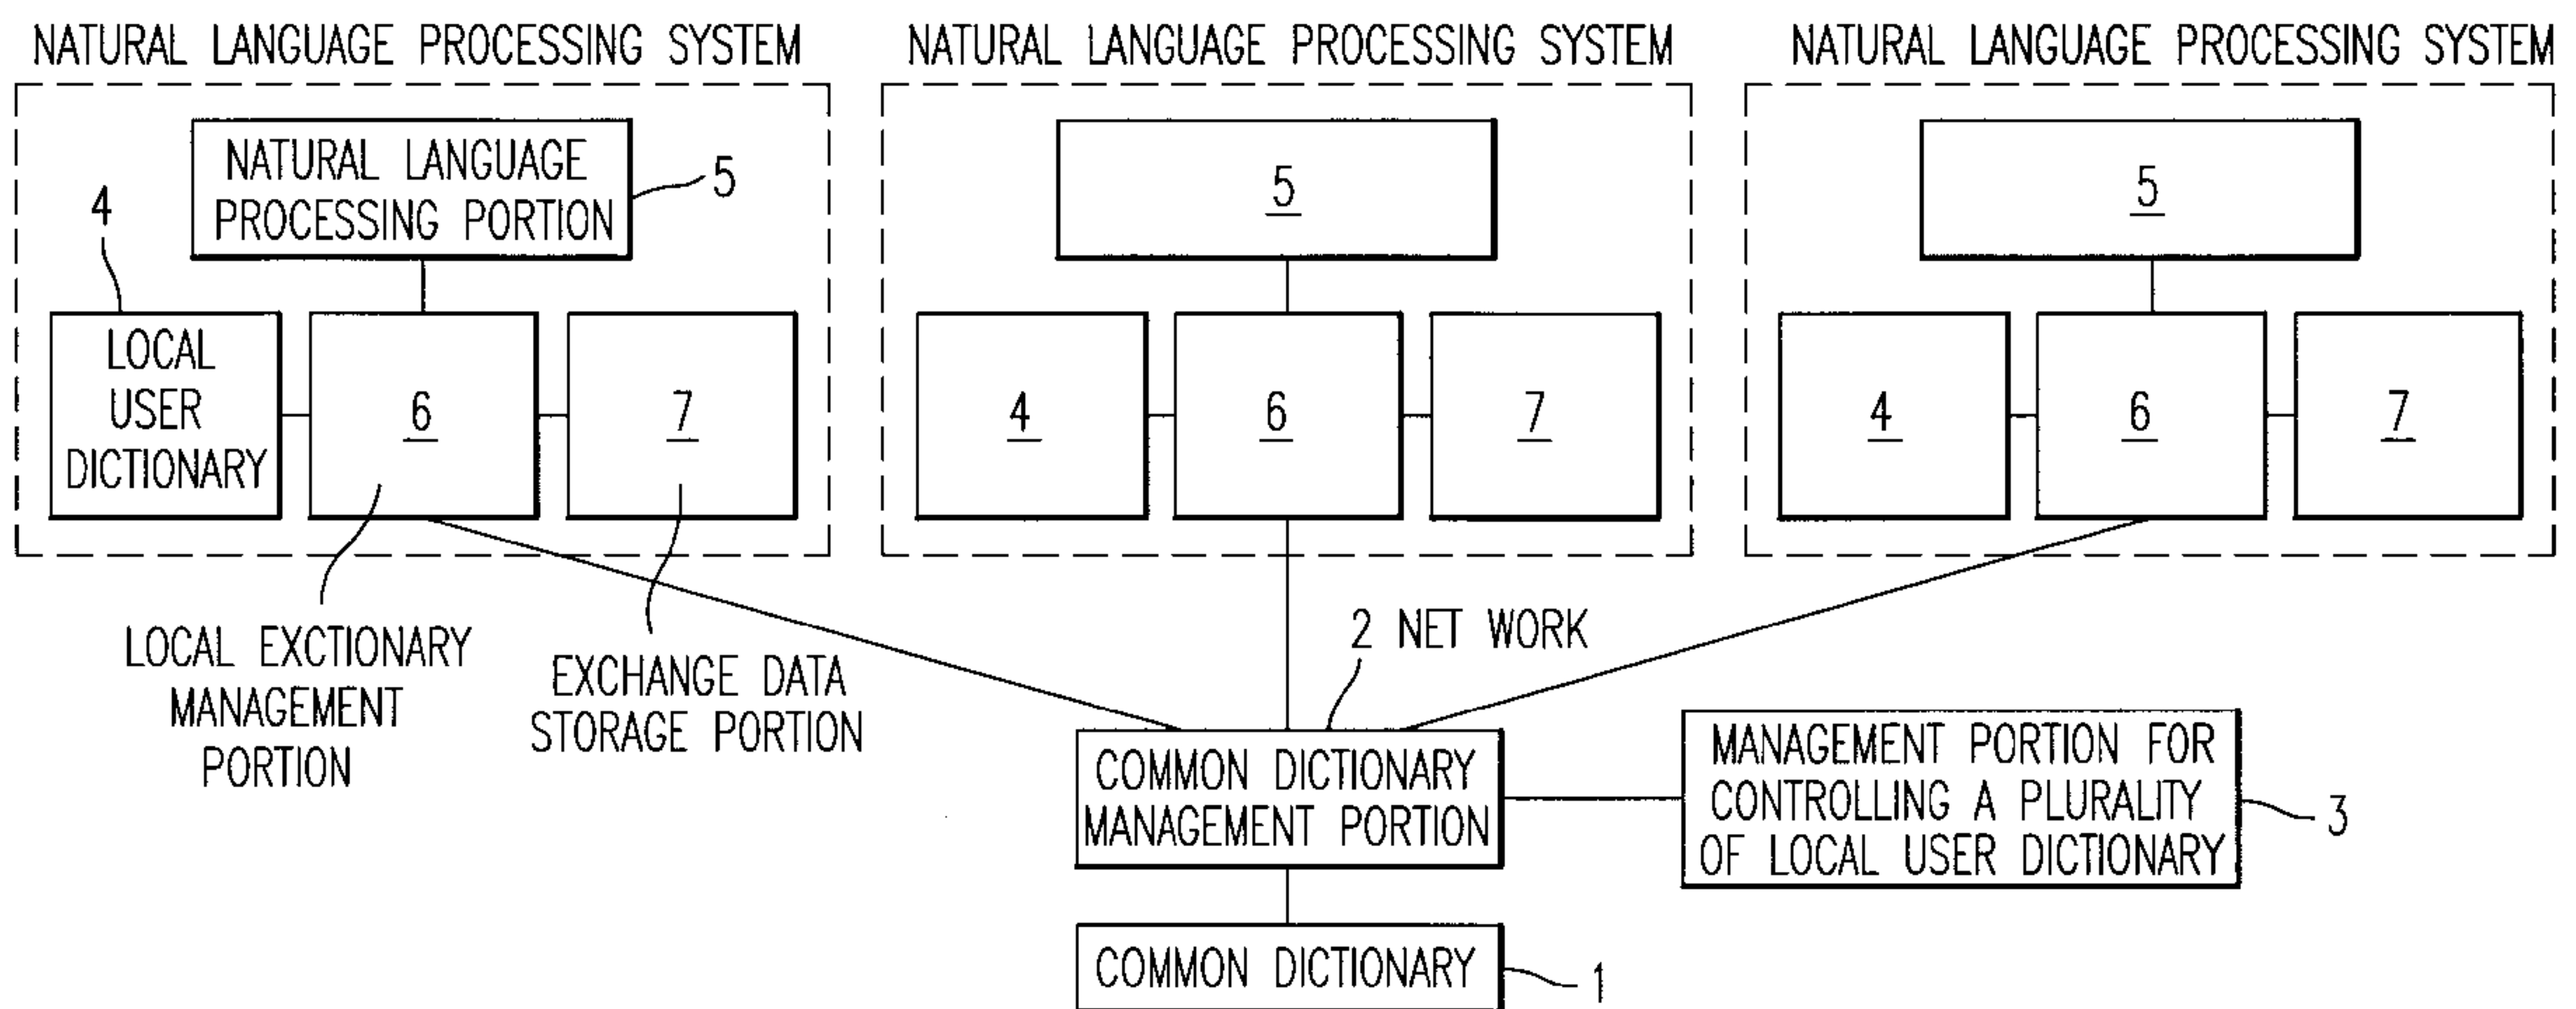 NATURAL LANGUAGE PROCESSING SYSTEM
NATURAL LANGUAGE PROCESSING SYSTEM
NATURAL LANGUAGE PROCESSING SYSTEM
NATURAL LANGUAGE
PROCESSING PORTION
5
4
LOCAL
USER
DICTIONARY
6
7
5
4
6
7
5
4
6
7
LOCAL EXCTIONARY
MANAGEMENT
PORTION
EXCHANGE DATA
STORAGE PORTION
2 NET WORK
COMMON DICTIONARY
MANAGEMENT PORTION
MANAGEMENT PORTION FOR
CONTROLLING A PLURALITY
OF LOCAL USER DICTIONARY
3
COMMON DICTIONARY
1